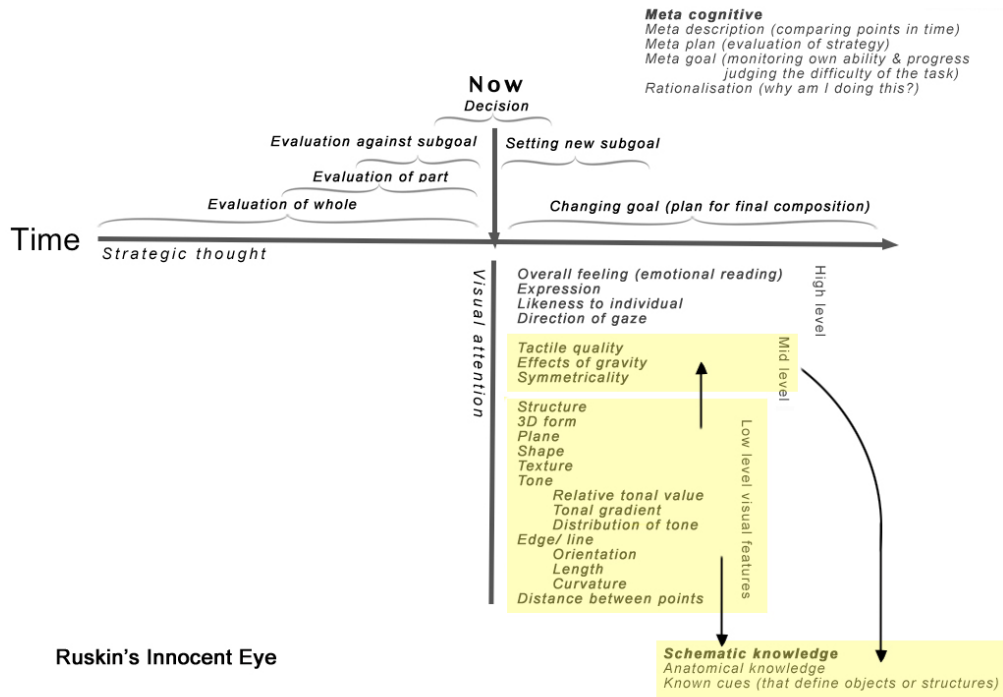 Meta cognitive
Meta description (comparing points in time)
Meta plan (evaluation of strategy)
Meta goal (monitoring own ability & progress
judging the difficulty of the task)
Rationalisation (why am I doing this?)
Now
Decision
Evaluation against subgoal
Setting new subgoal
Evaluation of part
Evaluation of whole
Changing goal (plan for final composition)
Time
Strategic thought
Visual attention
Overall feeling (emotional reading)
Expression
Likeness to individual
Direction of gaze
High level
Tactile quality
Effects of gravity
Symmetricality
Mid level
Structure
3D form
Plane
Shape
Texture
Tone
Relative tonal value
Tonal gradient
Distribution of tone
Edge/ line
Orientation
Length
Curvature
Distance between points
Low level visual features
Schematic knowledge
Anatomical knowledge
Known cues (that define objects or structures)
Ruskin's Innocent Eye